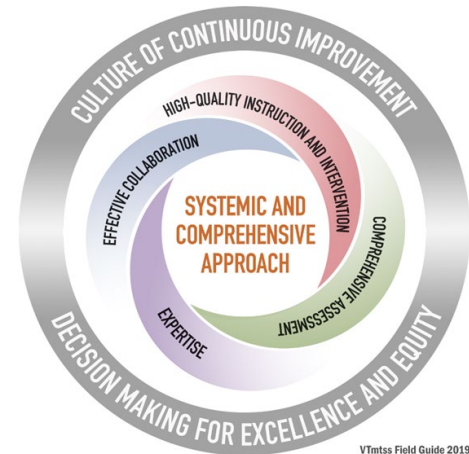 CULTURE OF CONTINUOUS IMPROVEMENT
HIGH-QUALITY INSTRUCTION AND INTERVENTION
EFFECTIVE COLLABORATION
SYSTEMIC AND
COMPREHENSIVE
APPROACH
COMPREHENSIVE ASSESSMENT
EXPERTISE
DECISION MAKING FOR EXCELLENCE AND EQUITY
VTmtss Field Guide 2019